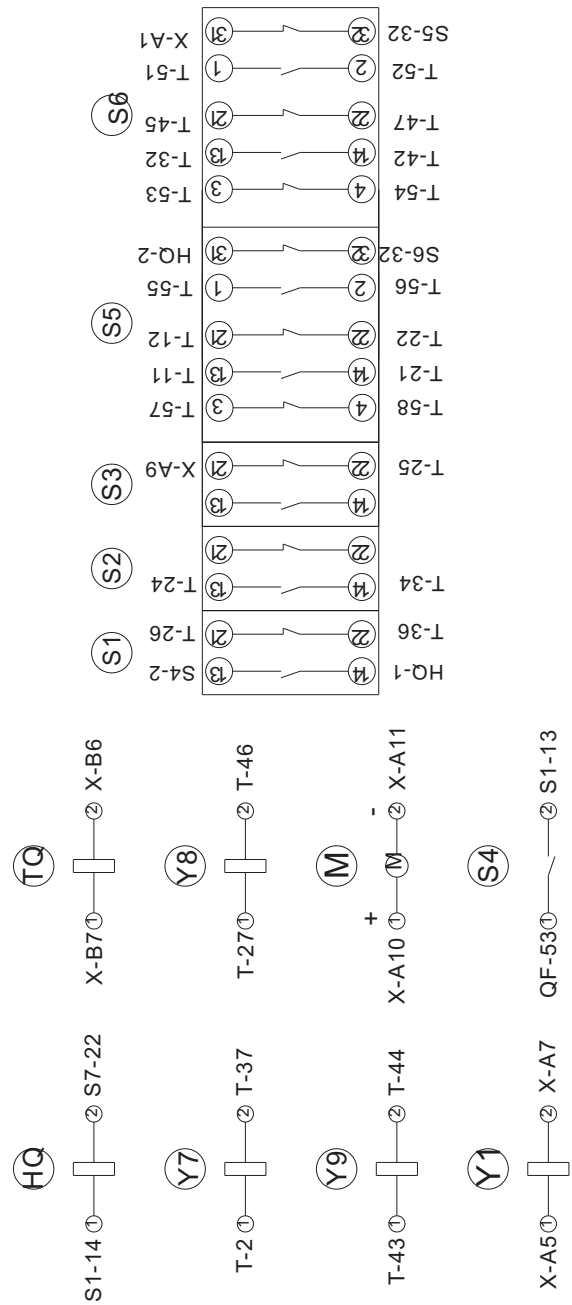 X-A1 31 32 S5-32
T-51 1 2 T-52
S6
T-45 21 22 T-47
T-32 13 14 T-42
T-53 3 4 T-54
HQ-2 31 32 S6-32
T-55 1 2 T-56
S5
T-12 21 22 T-22
T-11 13 14 T-21
T-57 3 4 T-58
S3
X-A9 21 22 T-25
13 14
S2
21 22
T-24 13 14 T-34
S1
T-26 21 22 T-36
S4-2 13 14 HQ-1
TQ
X-B7 1 2 X-B6
Y8
T-27 1 2 T-46
M
+ -
X-A10 1 M 2 X-A11
S4
QF-53 1 2 S1-13
HQ
S1-14 1 2 S7-22
Y7
T-2 1 2 T-37
Y9
T-43 1 2 T-44
Y1
X-A5 1 2 X-A7